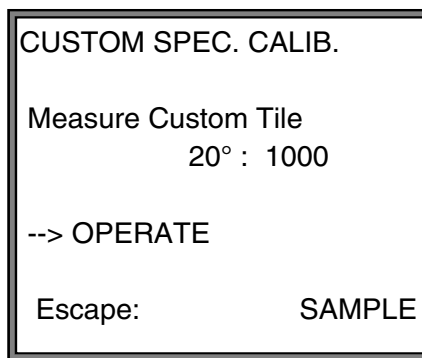 CUSTOM SPEC. CALIB.
Measure Custom Tile
20° : 1000
--> OPERATE
Escape: SAMPLE